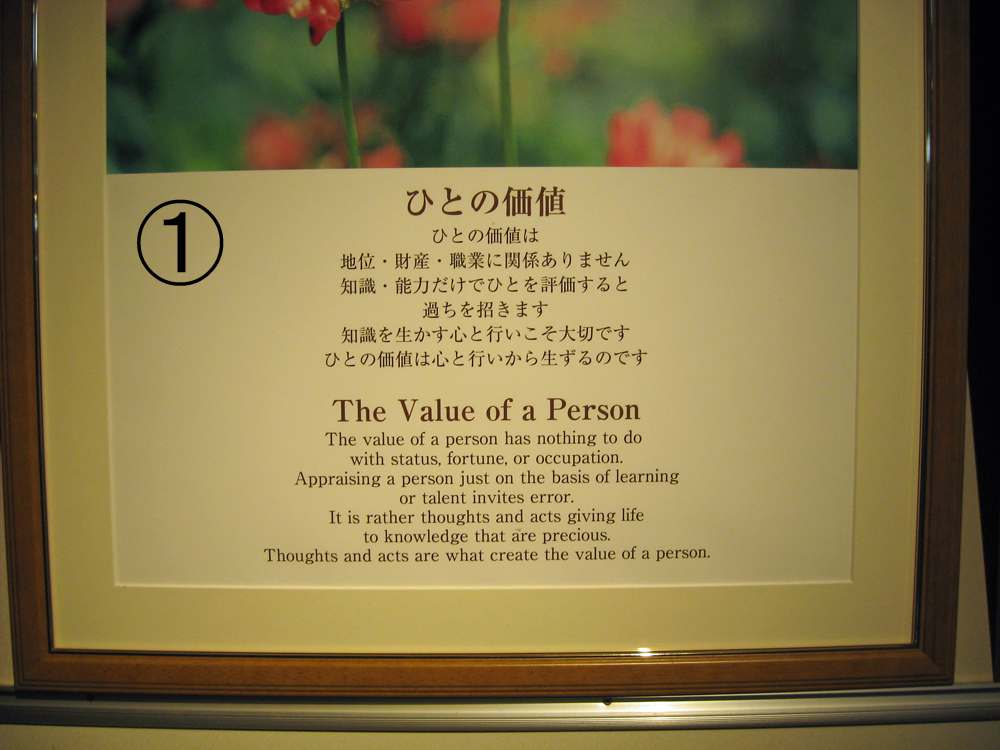 ①
ひとの価値
ひとの価値は
地位・財産・職業に関係ありません
知識・能力だけでひとを評価すると
過ちを招きます
知識を生かす心と行いこそ大切です
ひとの価値は心と行いから生ずるのです
The Value of a Person
The value of a person has nothing to do
with status, fortune, or occupation.
Appraising a person just on the basis of learning
or talent invites error.
It is rather thoughts and acts giving life
to knowledge that are precious.
Thoughts and acts are what create the value of a person.